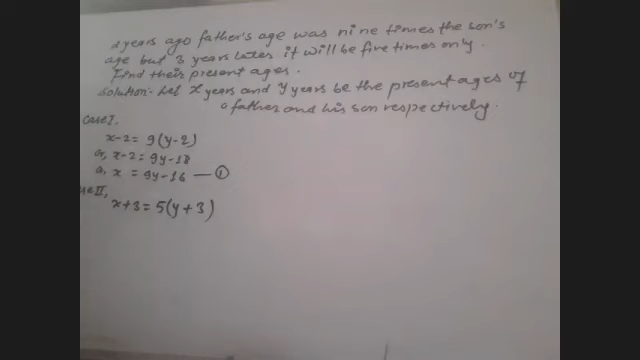 2 years ago father's age was nine times the son's
age but 3 years later it will be five times only.
Find their present ages.
Solution:- Let x years and y years be the present ages of
father and his son respectively.
Case I.
x-2 = 9(y-2)
or, x-2 = 9y-18
or, x = 9y-16 — ①
se II,
x+3 = 5(y+3)